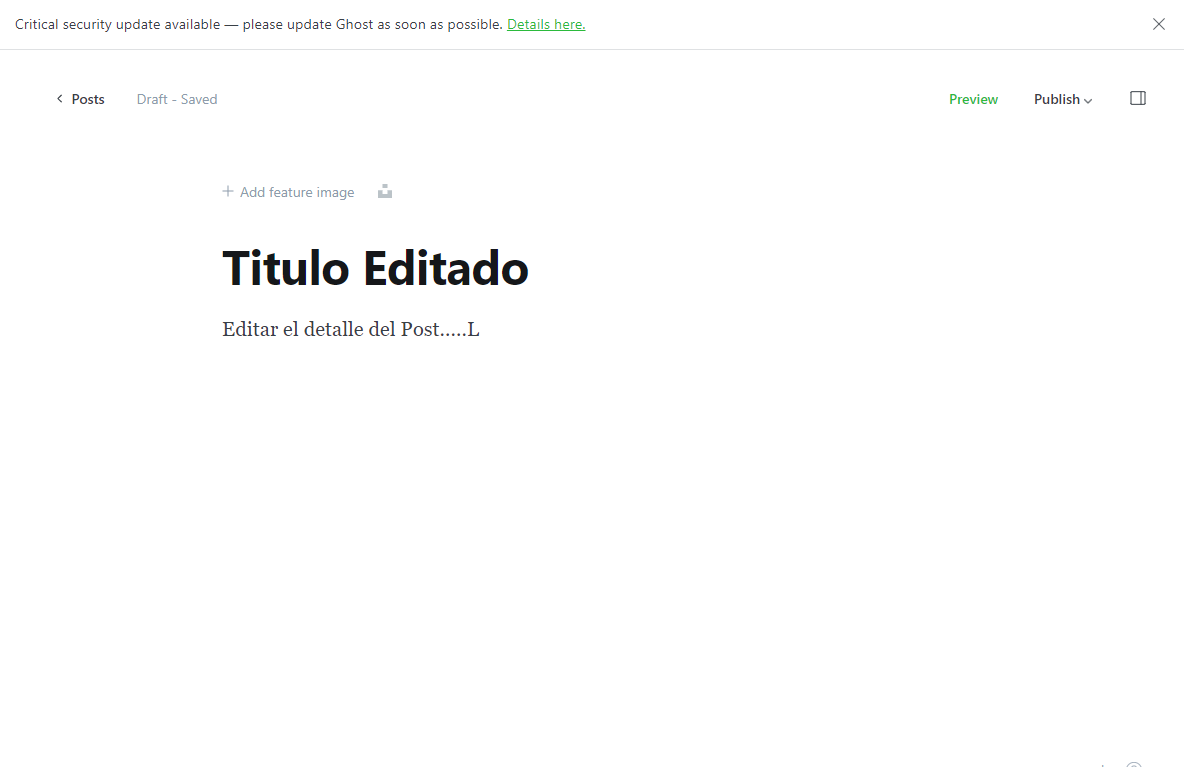 Critical security update available — please update Ghost as soon as possible. Details here.
Posts Draft - Saved Preview Publish
Add feature image
Titulo Editado
Editar el detalle del Post.....L